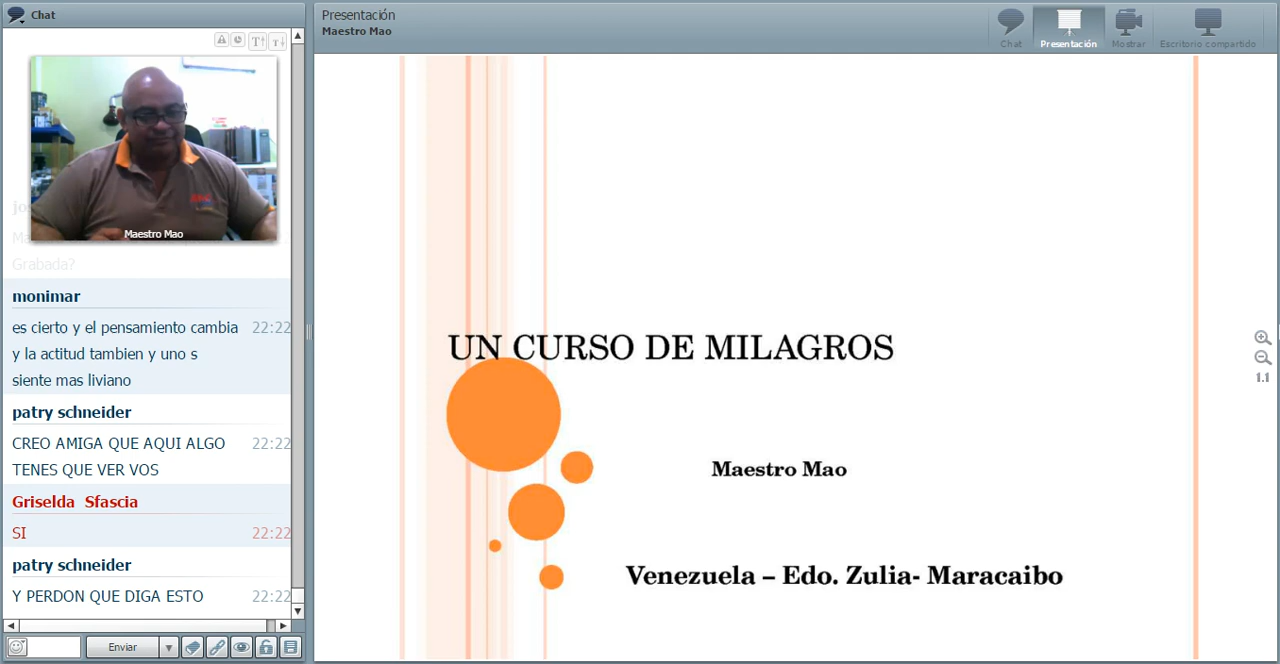 Chat
T↑ T↓
Maestro Mao
Grabada?
monimar
es cierto y el pensamiento cambia 22:22
y la actitud tambien y uno s
siente mas liviano
patry schneider
CREO AMIGA QUE AQUI ALGO 22:22
TENES QUE VER VOS
Griselda Sfascia
SI 22:22
patry schneider
Y PERDON QUE DIGA ESTO 22:22
Enviar
Presentación
Maestro Mao
Chat
Presentación
Mostrar
Escritorio compartido
UN CURSO DE MILAGROS
Maestro Mao
Venezuela – Edo. Zulia- Maracaibo
1.1